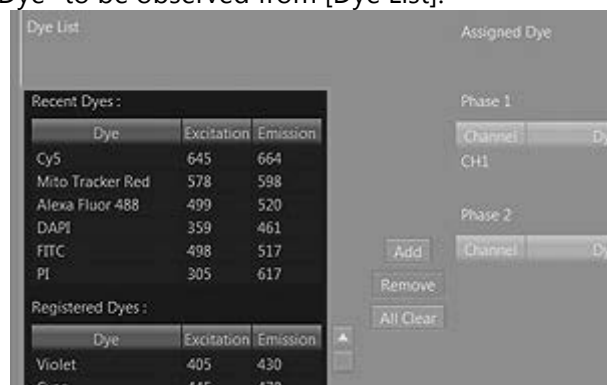 Dye" to be observed from [Dye List].
Dye List
Assigned Dye
Recent Dyes :
Dye Excitation Emission
Cy5 645 664
Mito Tracker Red 578 598
Alexa Fluor 488 499 520
DAPI 359 461
FITC 498 517
PI 305 617
Registered Dyes :
Dye Excitation Emission
Violet 405 430
Add
Remove
All Clear
Phase 1
Channel
CH1
Phase 2
Channel